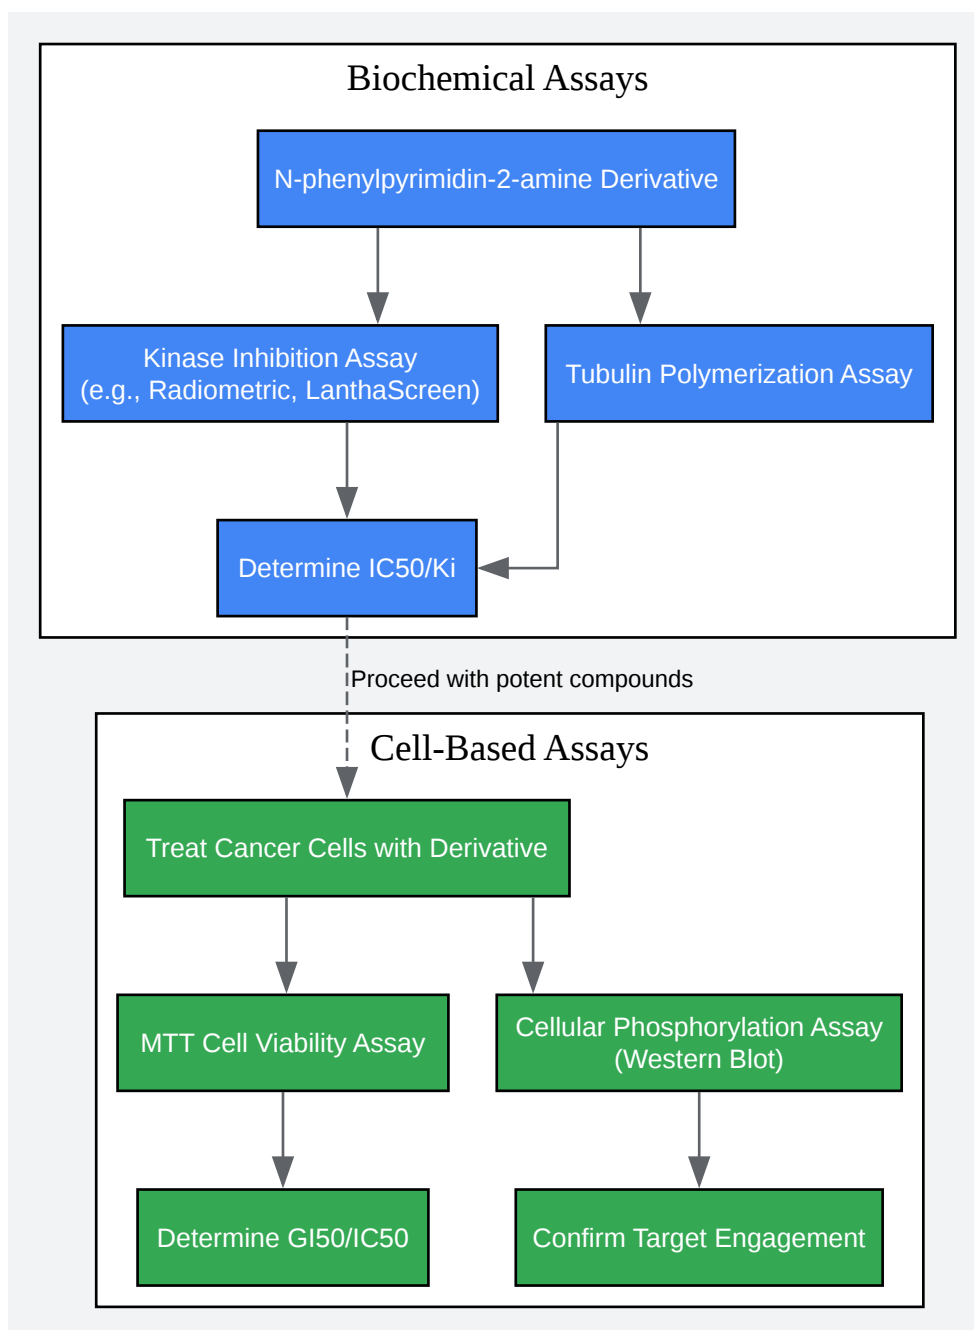 Biochemical Assays
N-phenylpyrimidin-2-amine Derivative
Kinase Inhibition Assay
(e.g., Radiometric, LanthaScreen)
Tubulin Polymerization Assay
Determine IC50/Ki
Proceed with potent compounds
Cell-Based Assays
Treat Cancer Cells with Derivative
MTT Cell Viability Assay
Cellular Phosphorylation Assay
(Western Blot)
Determine GI50/IC50
Confirm Target Engagement